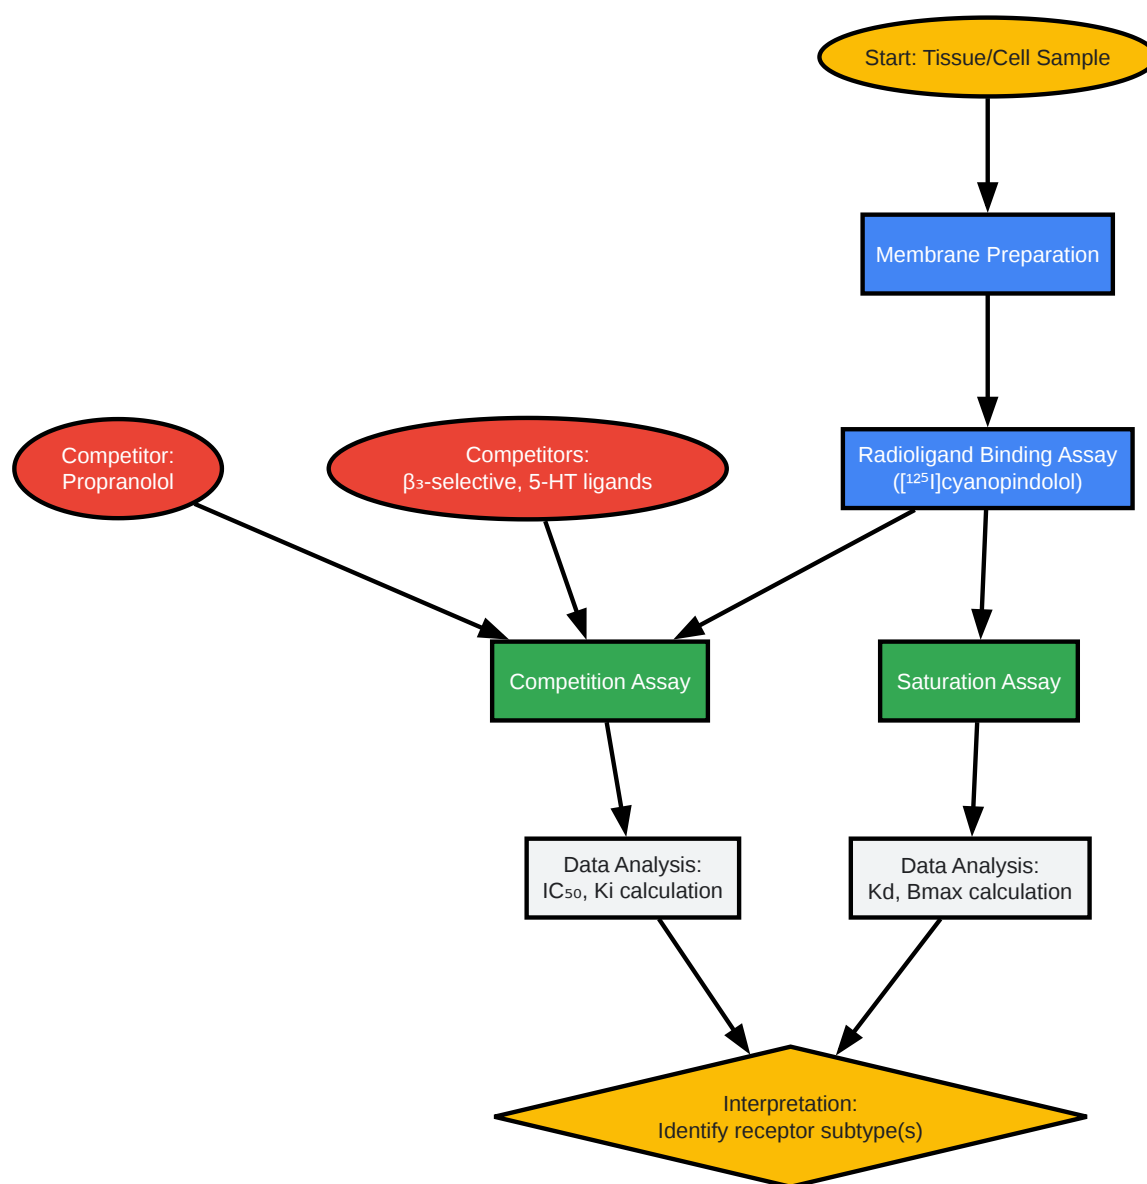 Start: Tissue/Cell Sample
Membrane Preparation
Competitor:
Propranolol
Competitors:
β₃-selective, 5-HT ligands
Radioligand Binding Assay
([¹²⁵I]cyanopindolol)
Competition Assay
Saturation Assay
Data Analysis:
IC₅₀, Ki calculation
Data Analysis:
Kd, Bmax calculation
Interpretation:
Identify receptor subtype(s)